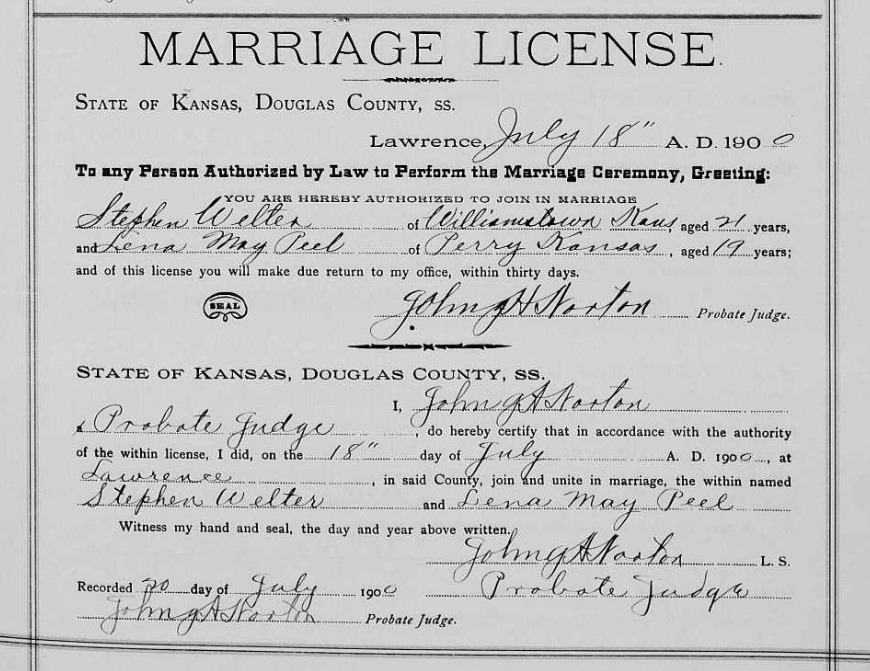 MARRIAGE LICENSE.
STATE OF KANSAS, DOUGLAS COUNTY, SS.
Lawrence, July 18" A. D. 1900
To any Person Authorized by Law to Perform the Marriage Ceremony, Greeting:
YOU ARE HEREBY AUTHORIZED TO JOIN IN MARRIAGE
Stephen Welter of Williamstown Kans, aged 21 years,
and Lena May Peel of Perry Kansas, aged 19 years;
and of this license you will make due return to my office, within thirty days.
SEAL John Q A Norton Probate Judge.
STATE OF KANSAS, DOUGLAS COUNTY, SS.
I, John Q A Norton
Probate Judge, do hereby certify that in accordance with the authority
of the within license, I did, on the 18" day of July A. D. 1900, at
Lawrence, in said County, join and unite in marriage, the within named
Stephen Welter and Lena May Peel
Witness my hand and seal, the day and year above written.
John Q A Norton L. S.
Recorded 20 day of July 1900 Probate Judge
John Q A Norton Probate Judge.